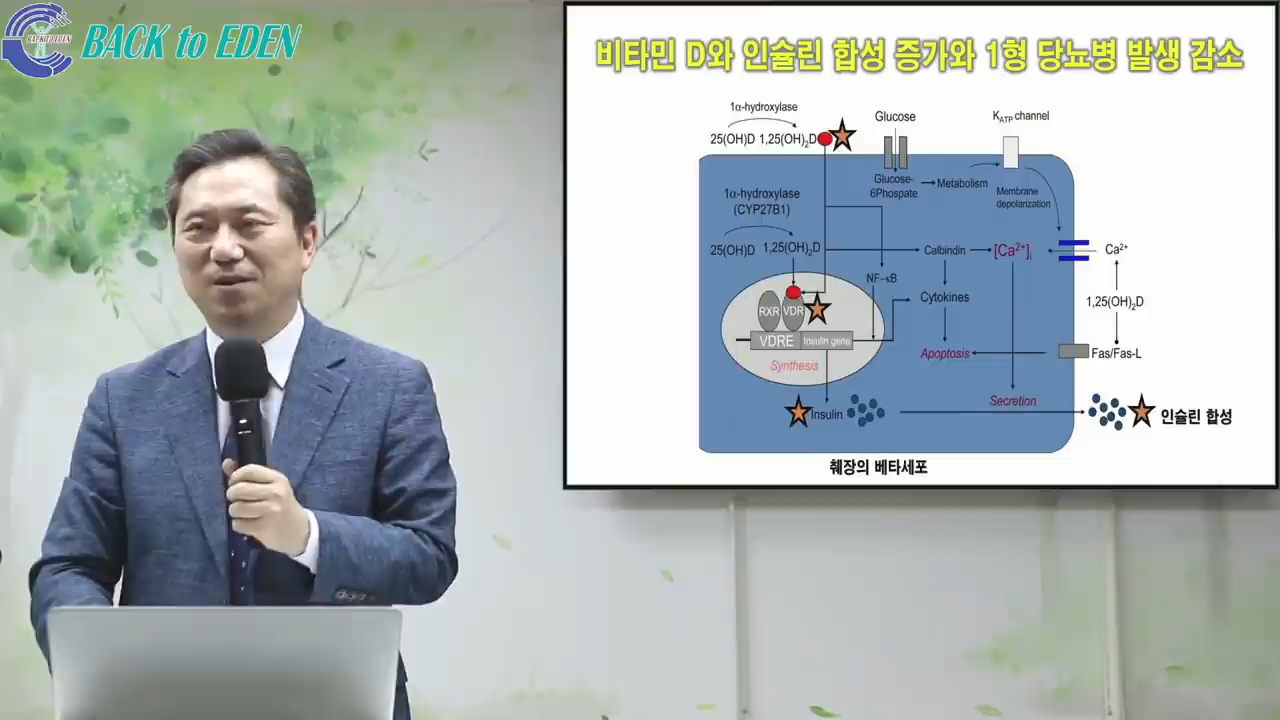 BACK TO EDEN
BACK to EDEN
비타민 D와 인슐린 합성 증가와 1형 당뇨병 발생 감소
1α-hydroxylase
25(OH)D 1,25(OH)₂D
Glucose
K_ATP channel
Glucose-
6Phospate
Metabolism
Membrane
depolarization
1α-hydroxylase
(CYP27B1)
25(OH)D 1,25(OH)₂D
Calbindin
[Ca²⁺]i
Ca²⁺
NF-κB
Cytokines
1,25(OH)₂D
RXR
VDR
VDRE
Insulin gene
Synthesis
Apoptosis
Fas/Fas-L
Secretion
Insulin
인슐린 합성
췌장의 베타세포